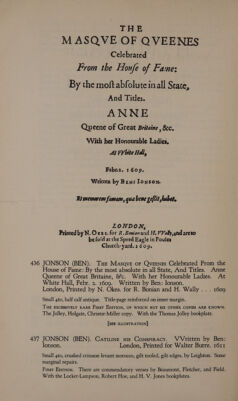 THE
MASQVE OF QVEENES
Celebrated
From the House of Fame:
By the most absolute in all State,
And Titles.
ANNE
Queene of Great Britaine, &c.
With her Honourable Ladies.
At White Hall,
Febr. 2. 1609.
Written by BEN: IONSON.
Et memorem famam, quæ bene gessit, habet.
LONDON,
Printed by N. OKES. for R. Bonian and H. Wally, and are to
be sold at the Spred Eagle in Poules
Church-yard. 1609.
436 JONSON (BEN). THE MASQUE OF QUEENES Celebrated From the
House of Fame: By the most absolute in all State, And Titles. Anne
Queene of Great Britaine, &c. With her Honourable Ladies. At
White Hall, Febr. 2. 1609. Written by Ben: Ionson.
London, Printed by N. Okes. for R. Bonian and H. Wally . . 1609
Small 4to, half calf antique. Title-page reinforced on inner margin.
THE EXCESSIVELY RARE FIRST EDITION, OF WHICH BUT SIX OTHER COPIES ARE KNOWN.
The Jolley, Holgate, Christie-Miller copy. With the Thomas Jolley bookplate.
[SEE ILLUSTRATION]
437 JONSON (BEN). CATILINE HIS CONSPIRACY. VVritten by Ben:
Ionson. London, Printed for Walter Burre. 1611
Small 4to, crushed crimson levant morocco, gilt tooled, gilt edges, by Leighton. Some
marginal repairs.
FIRST EDITION. There are commendatory verses by Beaumont, Fletcher, and Field.
With the Locker-Lampson, Robert Hoe, and H. V. Jones bookplates.